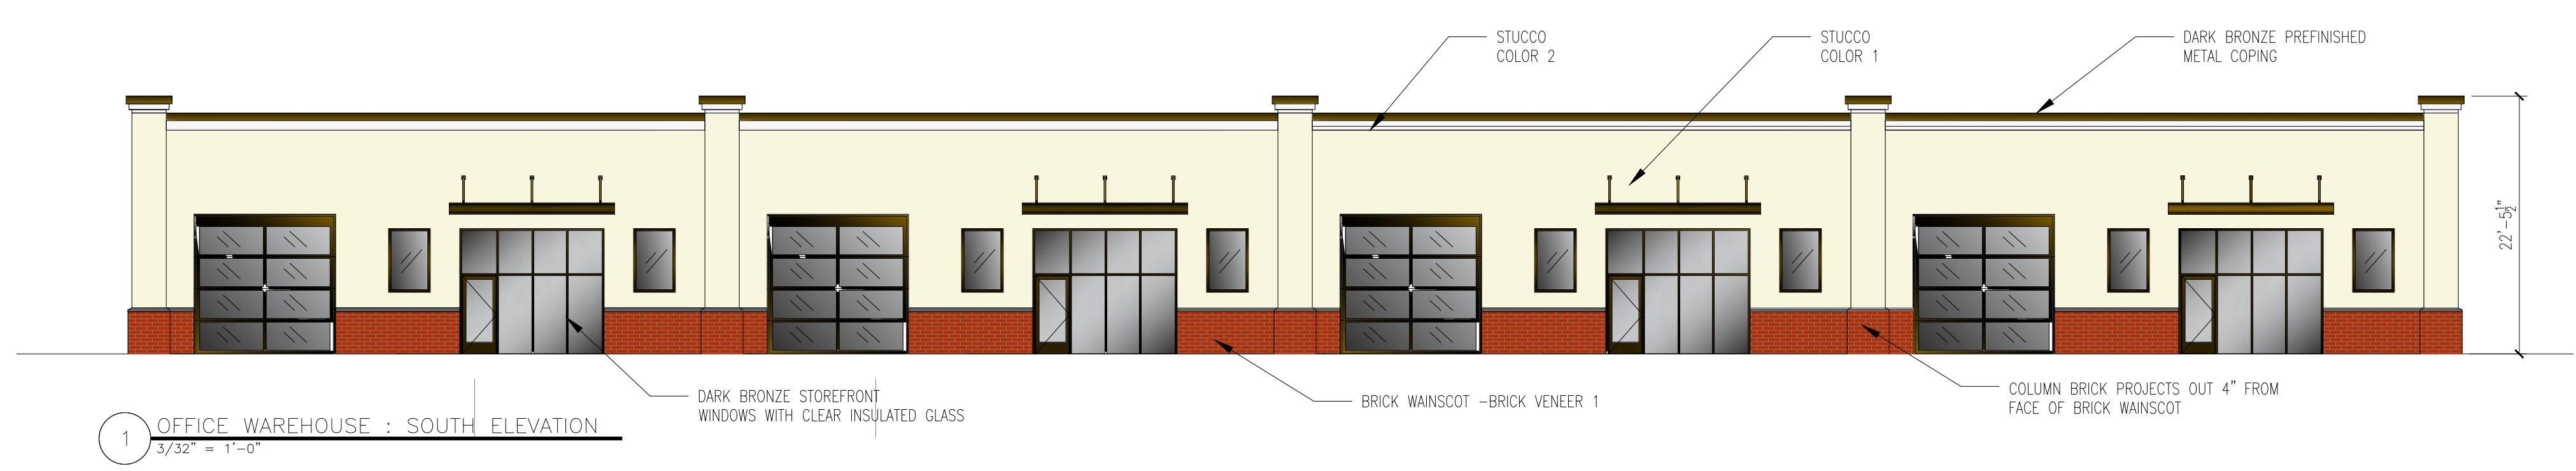 STUCCO
COLOR 2
STUCCO
COLOR 1
DARK BRONZE PREFINISHED
METAL COPING
22'-5½"
DARK BRONZE STOREFRONT
WINDOWS WITH CLEAR INSULATED GLASS
BRICK WAINSCOT -BRICK VENEER 1
COLUMN BRICK PROJECTS OUT 4" FROM
FACE OF BRICK WAINSCOT
1
OFFICE WAREHOUSE : SOUTH ELEVATION
3/32" = 1'-0"